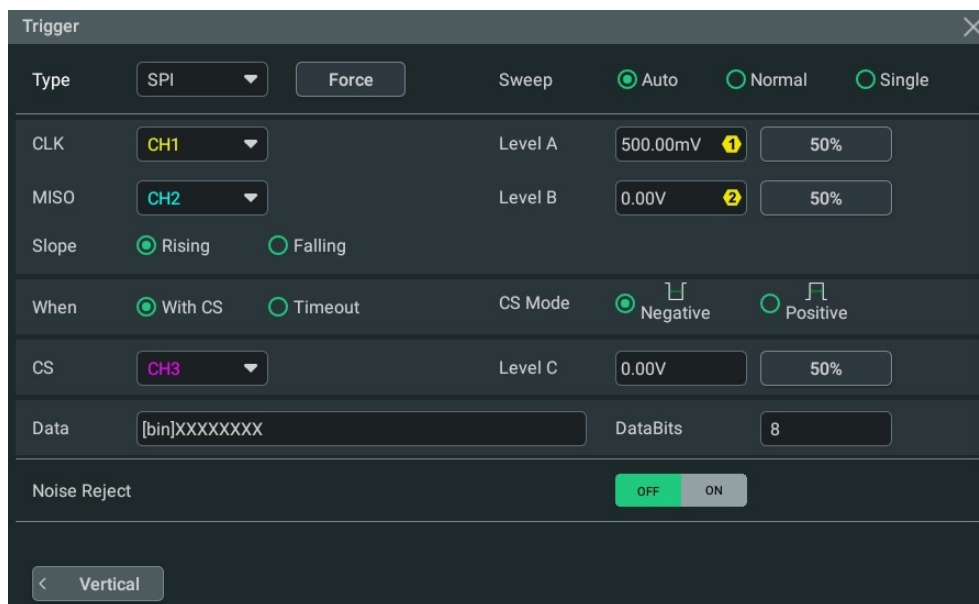 Trigger
Type SPI Force Sweep Auto Normal Single
CLK CH1 Level A 500.00mV 1 50%
MISO CH2 Level B 0.00V 2 50%
Slope Rising Falling
When With CS Timeout CS Mode Negative Positive
CS CH3 Level C 0.00V 50%
Data [bin]XXXXXXXX DataBits 8
Noise Reject OFF ON
< Vertical